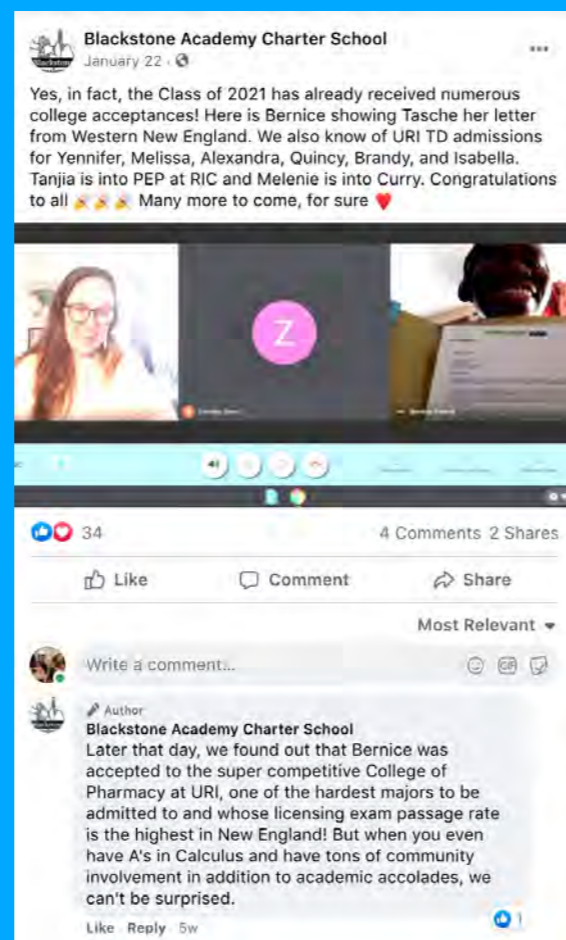 Blackstone Academy Charter School
January 22 ·
Yes, in fact, the Class of 2021 has already received numerous
college acceptances! Here is Bernice showing Tasche her letter
from Western New England. We also know of URI TD admissions
for Yennifer, Melissa, Alexandra, Quincy, Brandy, and Isabella.
Tanjia is into PEP at RIC and Melenie is into Curry. Congratulations
to all 🎉🎉🎉 Many more to come, for sure ❤️
Z
34
4 Comments 2 Shares
Like Comment Share
Most Relevant
Write a comment...
GIF
Author
Blackstone Academy Charter School
Later that day, we found out that Bernice was
accepted to the super competitive College of
Pharmacy at URI, one of the hardest majors to be
admitted to and whose licensing exam passage rate
is the highest in New England! But when you even
have A's in Calculus and have tons of community
involvement in addition to academic accolades, we
can't be surprised.
Like Reply 5w
1